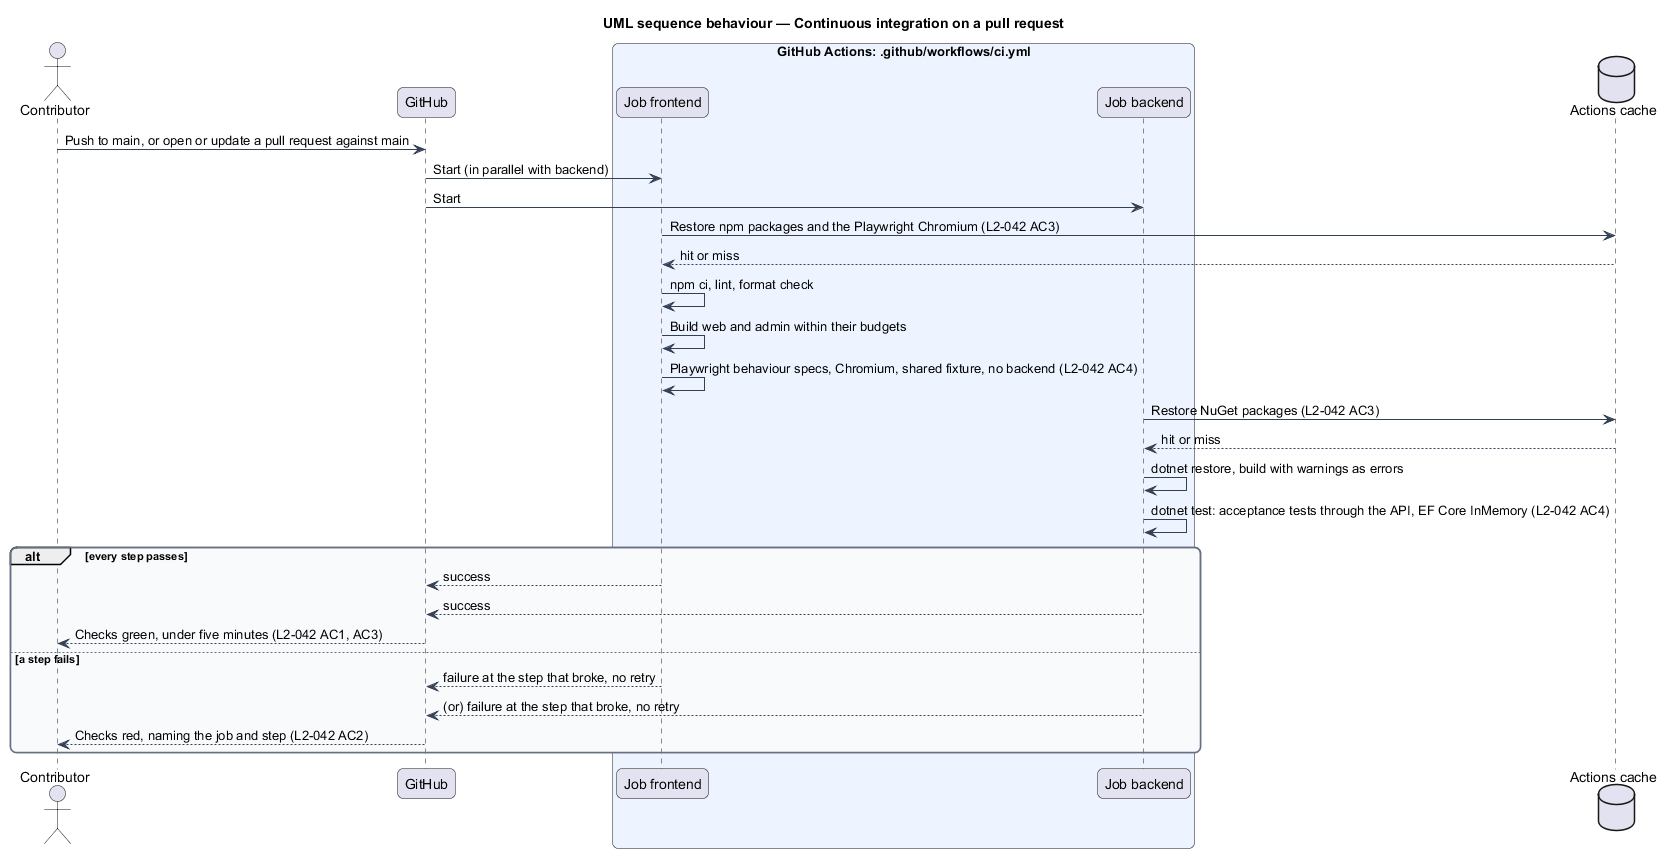 UML sequence behaviour — Continuous integration on a pull request
GitHub Actions: .github/workflows/ci.yml
Contributor
GitHub
Job frontend
Job backend
Actions cache
Push to main, or open or update a pull request against main
Start (in parallel with backend)
Start
Restore npm packages and the Playwright Chromium (L2-042 AC3)
hit or miss
npm ci, lint, format check
Build web and admin within their budgets
Playwright behaviour specs, Chromium, shared fixture, no backend (L2-042 AC4)
Restore NuGet packages (L2-042 AC3)
hit or miss
dotnet restore, build with warnings as errors
dotnet test: acceptance tests through the API, EF Core InMemory (L2-042 AC4)
alt [every step passes]
success
success
Checks green, under five minutes (L2-042 AC1, AC3)
[a step fails]
failure at the step that broke, no retry
(or) failure at the step that broke, no retry
Checks red, naming the job and step (L2-042 AC2)
Contributor
GitHub
Job frontend
Job backend
Actions cache